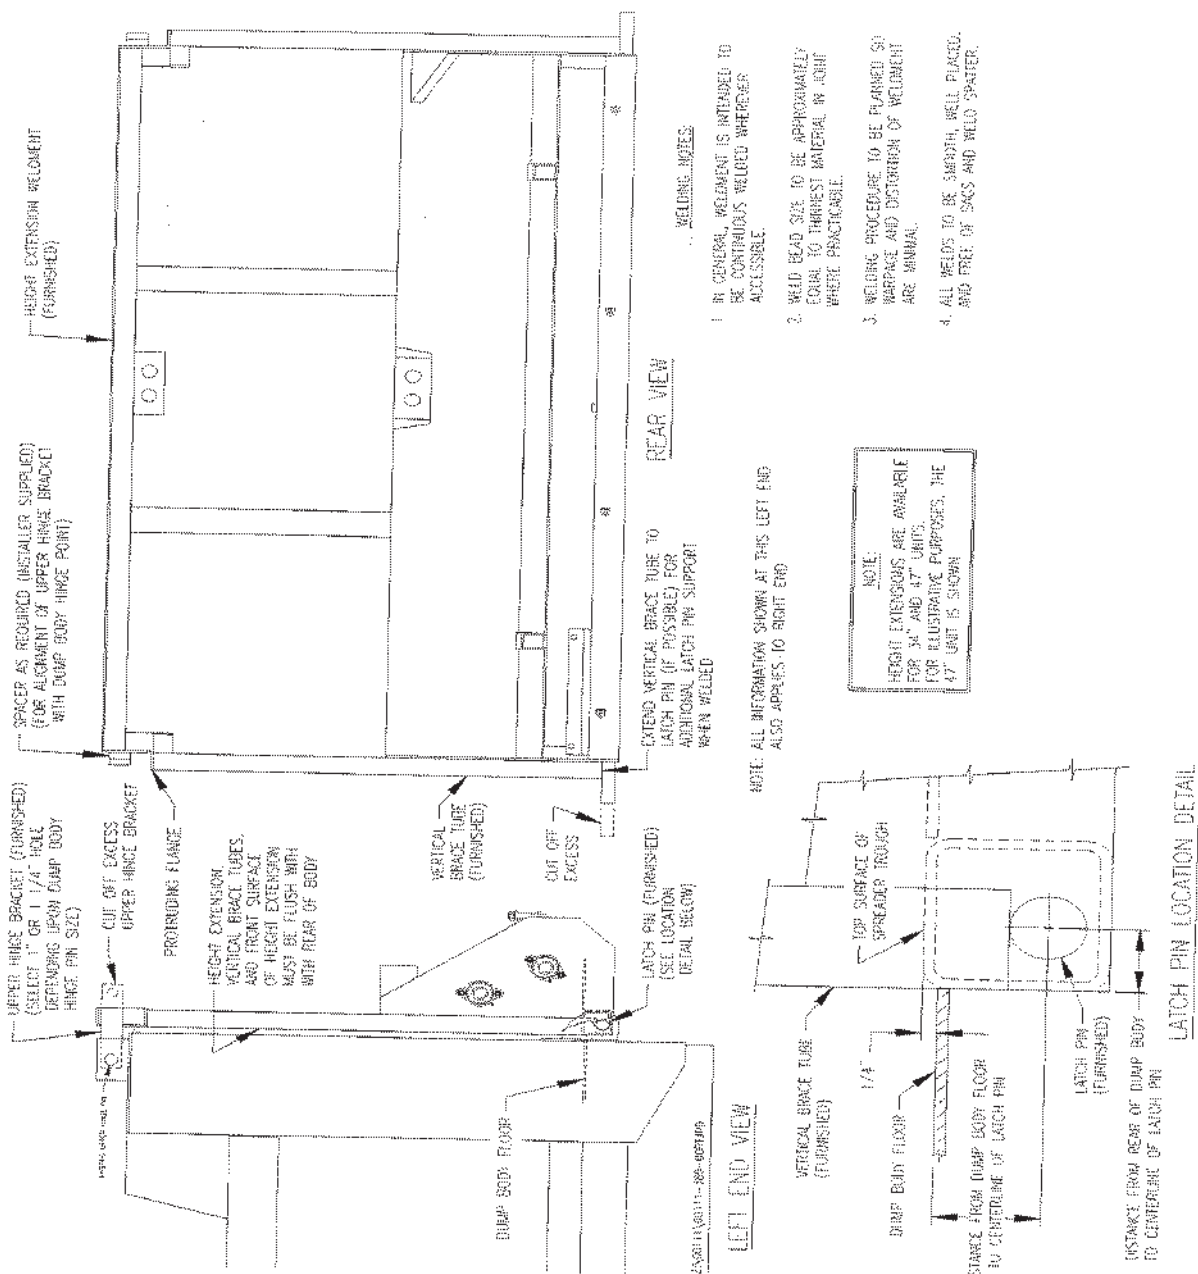 HEIGHT EXTENSION WELDMENT
(FURNISHED)
SPACER AS REQUIRED (INSTALLER SUPPLIED)
(FOR ALIGNMENT OF UPPER HINGE BRACKET
WITH DUMP BODY HINGE POINT)
UPPER HINGE BRACKET (FURNISHED)
(SELECT 1" OR 1 1/4" HOLE
DEPENDING UPON DUMP BODY
HINGE PIN SIZE)
CUT OFF EXCESS
UPPER HINGE BRACKET
PROTRUDING FLANGE
HEIGHT EXTENSION,
VERTICAL BRACE TUBES,
AND FRONT SURFACE
OF HEIGHT EXTENSION
MUST BE FLUSH WITH
WITH REAR OF BODY
VERTICAL
BRACE TUBE
(FURNISHED)
CUT OFF
EXCESS
LATCH PIN (FURNISHED)
(SEE LOCATION
DETAIL BELOW)
DUMP BODY FLOOR
LEFT END VIEW
EXTEND VERTICAL BRACE TUBE TO
LATCH PIN (IF POSSIBLE) FOR
ADDITIONAL LATCH PIN SUPPORT
WHEN WELDED
REAR VIEW
NOTE: ALL INFORMATION SHOWN AT THIS LEFT END
ALSO APPLIES TO RIGHT END
WELDING NOTES:
1 IN GENERAL, WELDMENT IS INTENDED TO
BE CONTINUOUS WELDED WHEREVER
ACCESSIBLE.
2. WELD BEAD SIZE TO BE APPROXIMATELY
EQUAL TO THINNEST MATERIAL IN JOINT
WHERE PRACTICABLE.
3. WELDING PROCEDURE TO BE PLANNED SO
WARPAGE AND DISTORTION OF WELDMENT
ARE MINIMAL.
4. ALL WELDS TO BE SMOOTH, WELL PLACED,
AND FREE OF SAGS AND WELD SPATTER.
NOTE:
HEIGHT EXTENSIONS ARE AVAILABLE
FOR 34" AND 47" UNITS.
FOR ILLUSTRATIVE PURPOSES, THE
47" UNIT IS SHOWN
VERTICAL BRACE TUBE
(FURNISHED)
TOP SURFACE OF
SPREADER TROUGH
1/4"
DUMP BODY FLOOR
STANCE FROM DUMP BODY FLOOR
TO CENTERLINE OF LATCH PIN
LATCH PIN
(FURNISHED)
DISTANCE FROM REAR OF DUMP BODY
TO CENTERLINE OF LATCH PIN
LATCH PIN LOCATION DETAIL